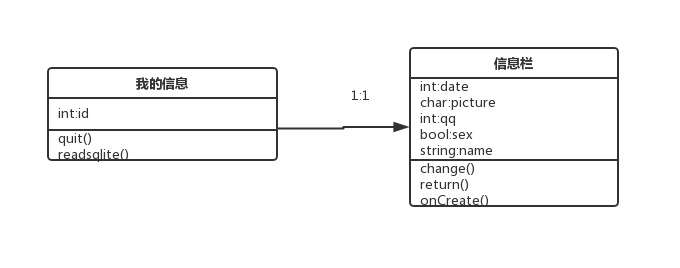 我的信息
int:id
quit()
readsqlite()
1:1
信息栏
int:date
char:picture
int:qq
bool:sex
string:name
change()
return()
onCreate()